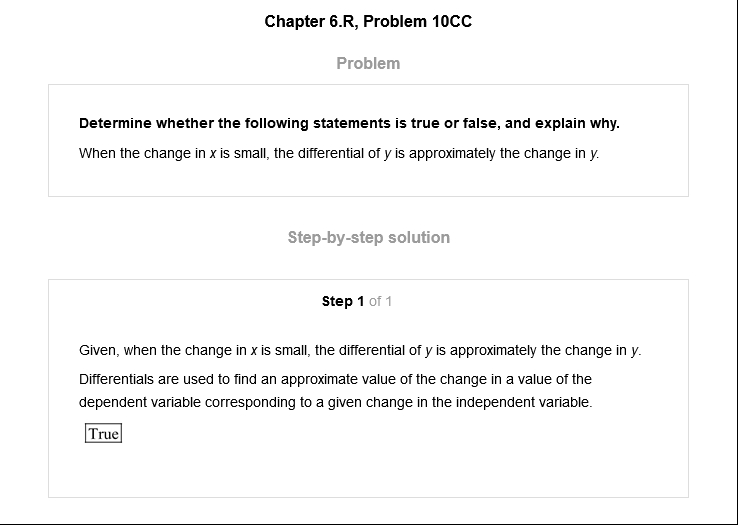 Chapter 6.R, Problem 10CC
Problem
Determine whether the following statements is true or false, and explain why.
When the change in x is small, the differential of y is approximately the change in y.
Step-by-step solution
Step 1 of 1
Given, when the change in x is small, the differential of y is approximately the change in y.
Differentials are used to find an approximate value of the change in a value of the
dependent variable corresponding to a given change in the independent variable.
True